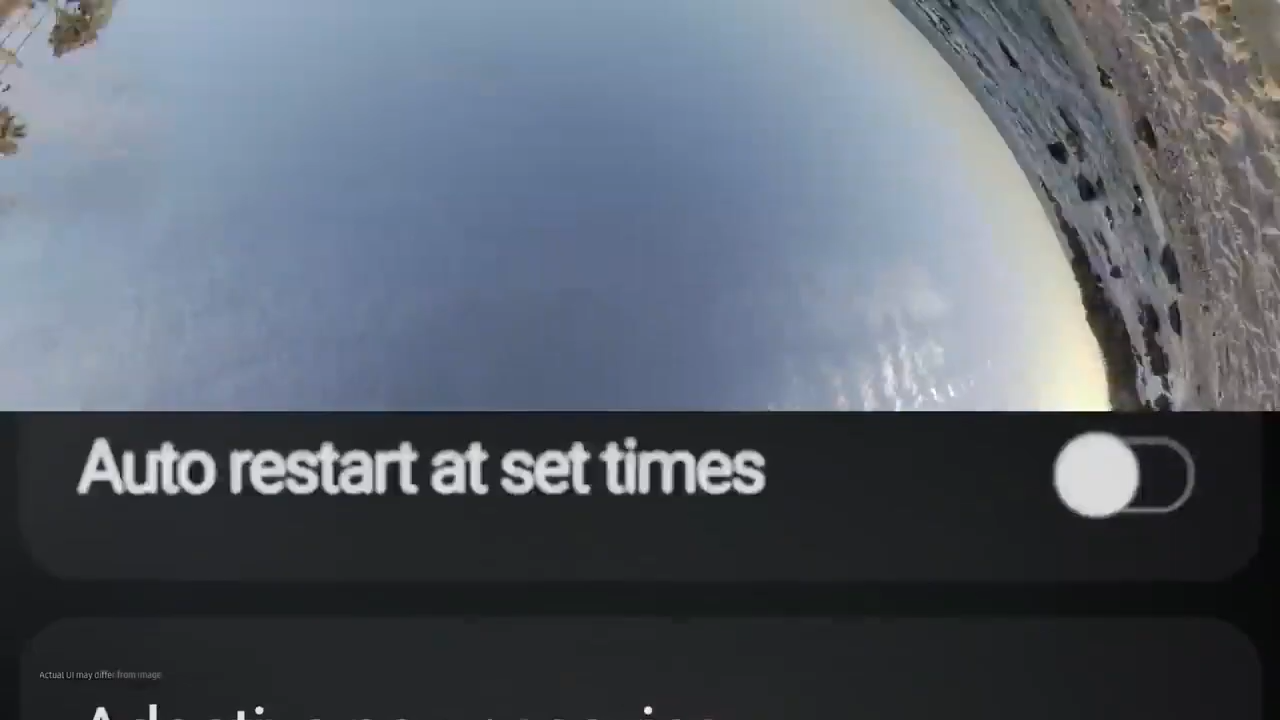 Auto restart at set times
Actual UI may differ from image